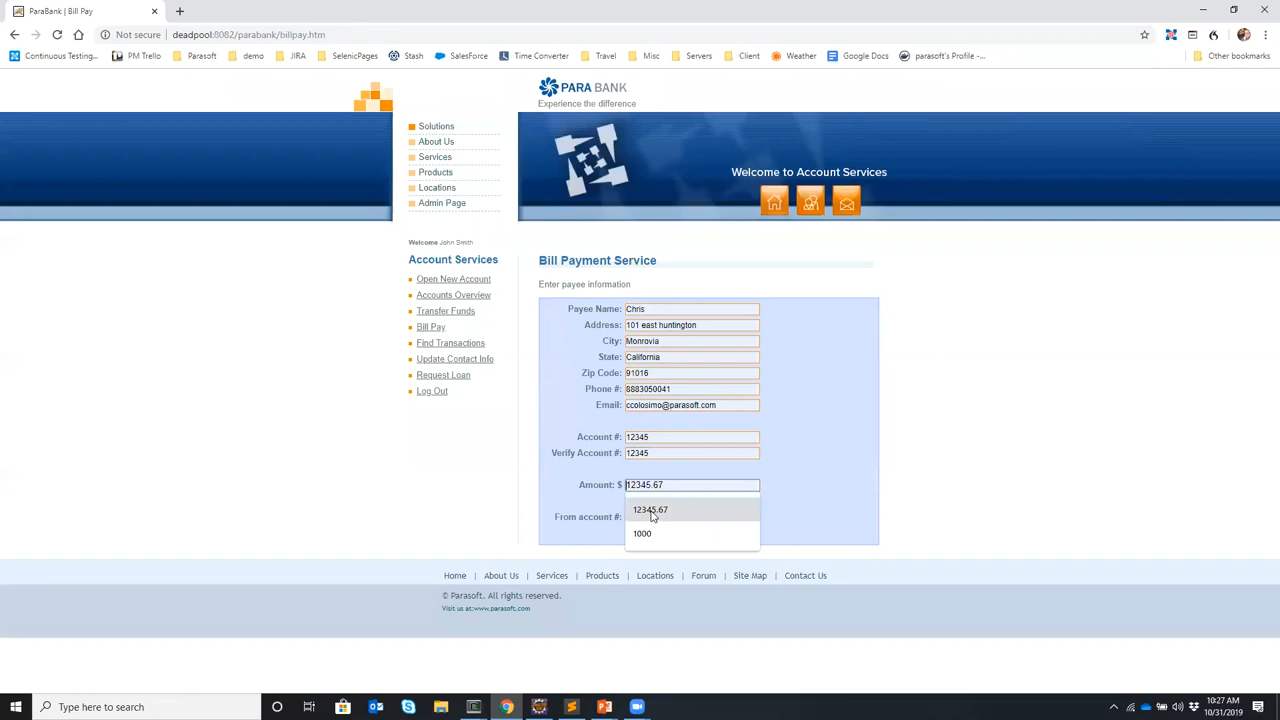 ParaBank | Bill Pay
Not secure | deadpool:8082/parabank/billpay.htm
Continuous Testing... PM Trello Parasoft demo JIRA SelenicPages Stash SalesForce Time Converter Travel Misc Servers Client Weather Google Docs parasoft's Profile -... Other bookmarks
PARA BANK
Experience the difference
Solutions
About Us
Services
Products
Locations
Admin Page
Welcome to Account Services
Welcome John Smith
Account Services
Open New Account
Accounts Overview
Transfer Funds
Bill Pay
Find Transactions
Update Contact Info
Request Loan
Log Out
Bill Payment Service
Enter payee information
Payee Name: Chris
Address: 101 east huntington
City: Monrovia
State: California
Zip Code: 91016
Phone #: 8883050041
Email: ccolosimo@parasoft.com
Account #: 12345
Verify Account #: 12345
Amount: $ 12345.67
12345.67
From account #:
1000
Home | About Us | Services | Products | Locations | Forum | Site Map | Contact Us
© Parasoft. All rights reserved.
Visit us at:www.parasoft.com
Type here to search
10:27 AM
10/31/2019